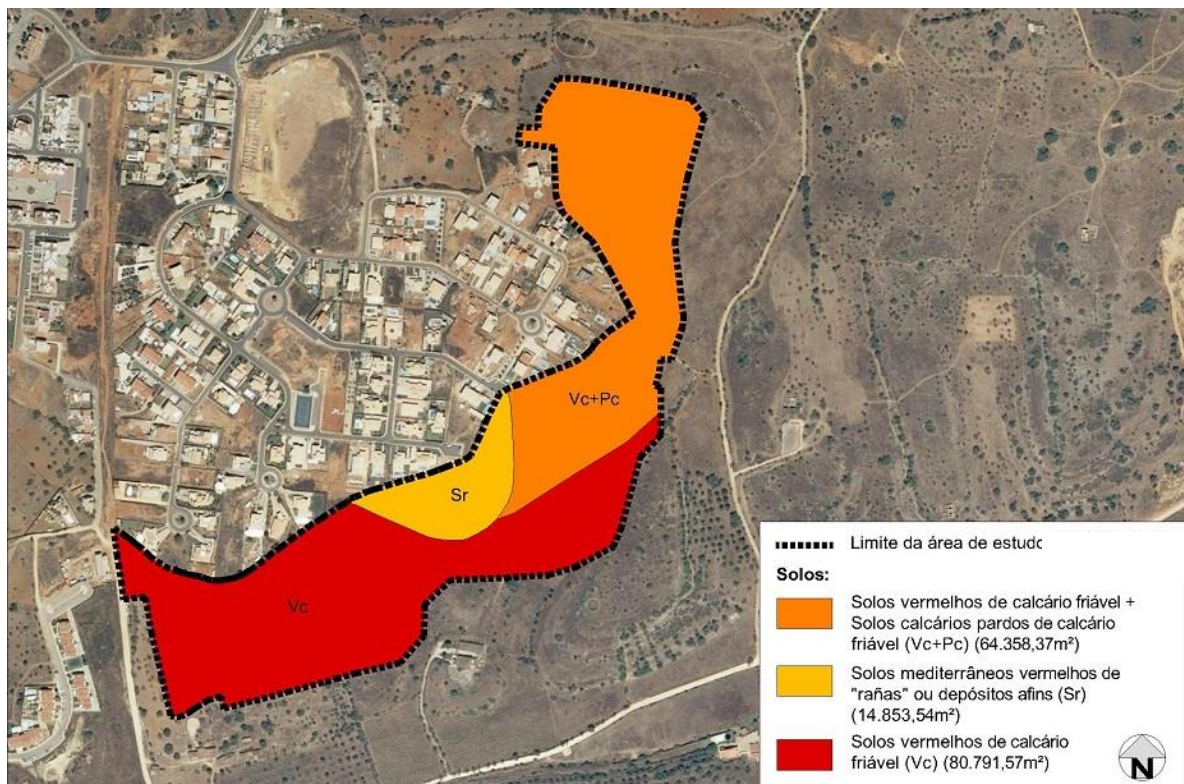 Vc+Pc
Sr
Vc
Limite da área de estudo
Solos:
Solos vermelhos de calcário friável +
Solos calcários pardos de calcário
friável (Vc+Pc) (64.358,37m²)
Solos mediterrâneos vermelhos de
"rañas" ou depósitos afins (Sr)
(14.853,54m²)
Solos vermelhos de calcário
friável (Vc) (80.791,57m²)
N